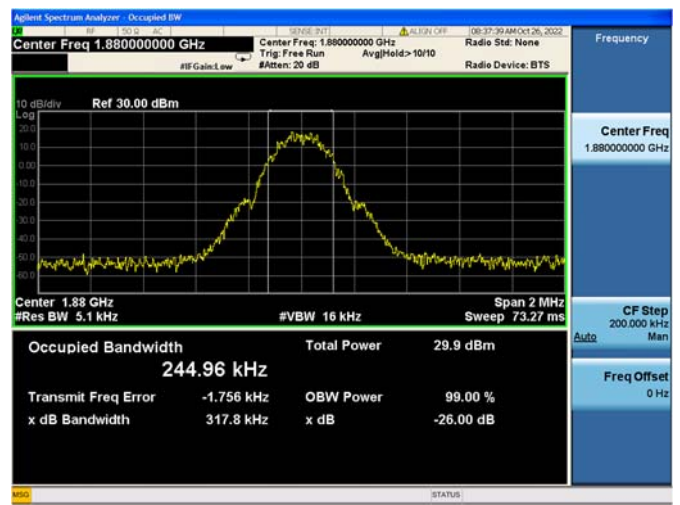 Agilent Spectrum Analyzer - Occupied BW
RF 50 Ω AC SENSE:INT ALIGN OFF 08:37:39 AM Oct 26, 2022
Center Freq 1.880000000 GHz
Center Freq: 1.880000000 GHz
Radio Std: None
Trig: Free Run Avg|Hold:>10/10
#IFGain:Low #Atten: 20 dB
Radio Device: BTS
Frequency
10 dB/div Ref 30.00 dBm
Log
20.0
10.0
0.00
-10.0
-20.0
-30.0
-40.0
-50.0
-60.0
Center 1.88 GHz Span 2 MHz
#Res BW 5.1 kHz #VBW 16 kHz Sweep 73.27 ms
Occupied Bandwidth Total Power 29.9 dBm
244.96 kHz
Transmit Freq Error -1.756 kHz OBW Power 99.00 %
x dB Bandwidth 317.8 kHz x dB -26.00 dB
Center Freq
1.880000000 GHz
CF Step
200.000 kHz
Auto Man
Freq Offset
0 Hz
MSG STATUS